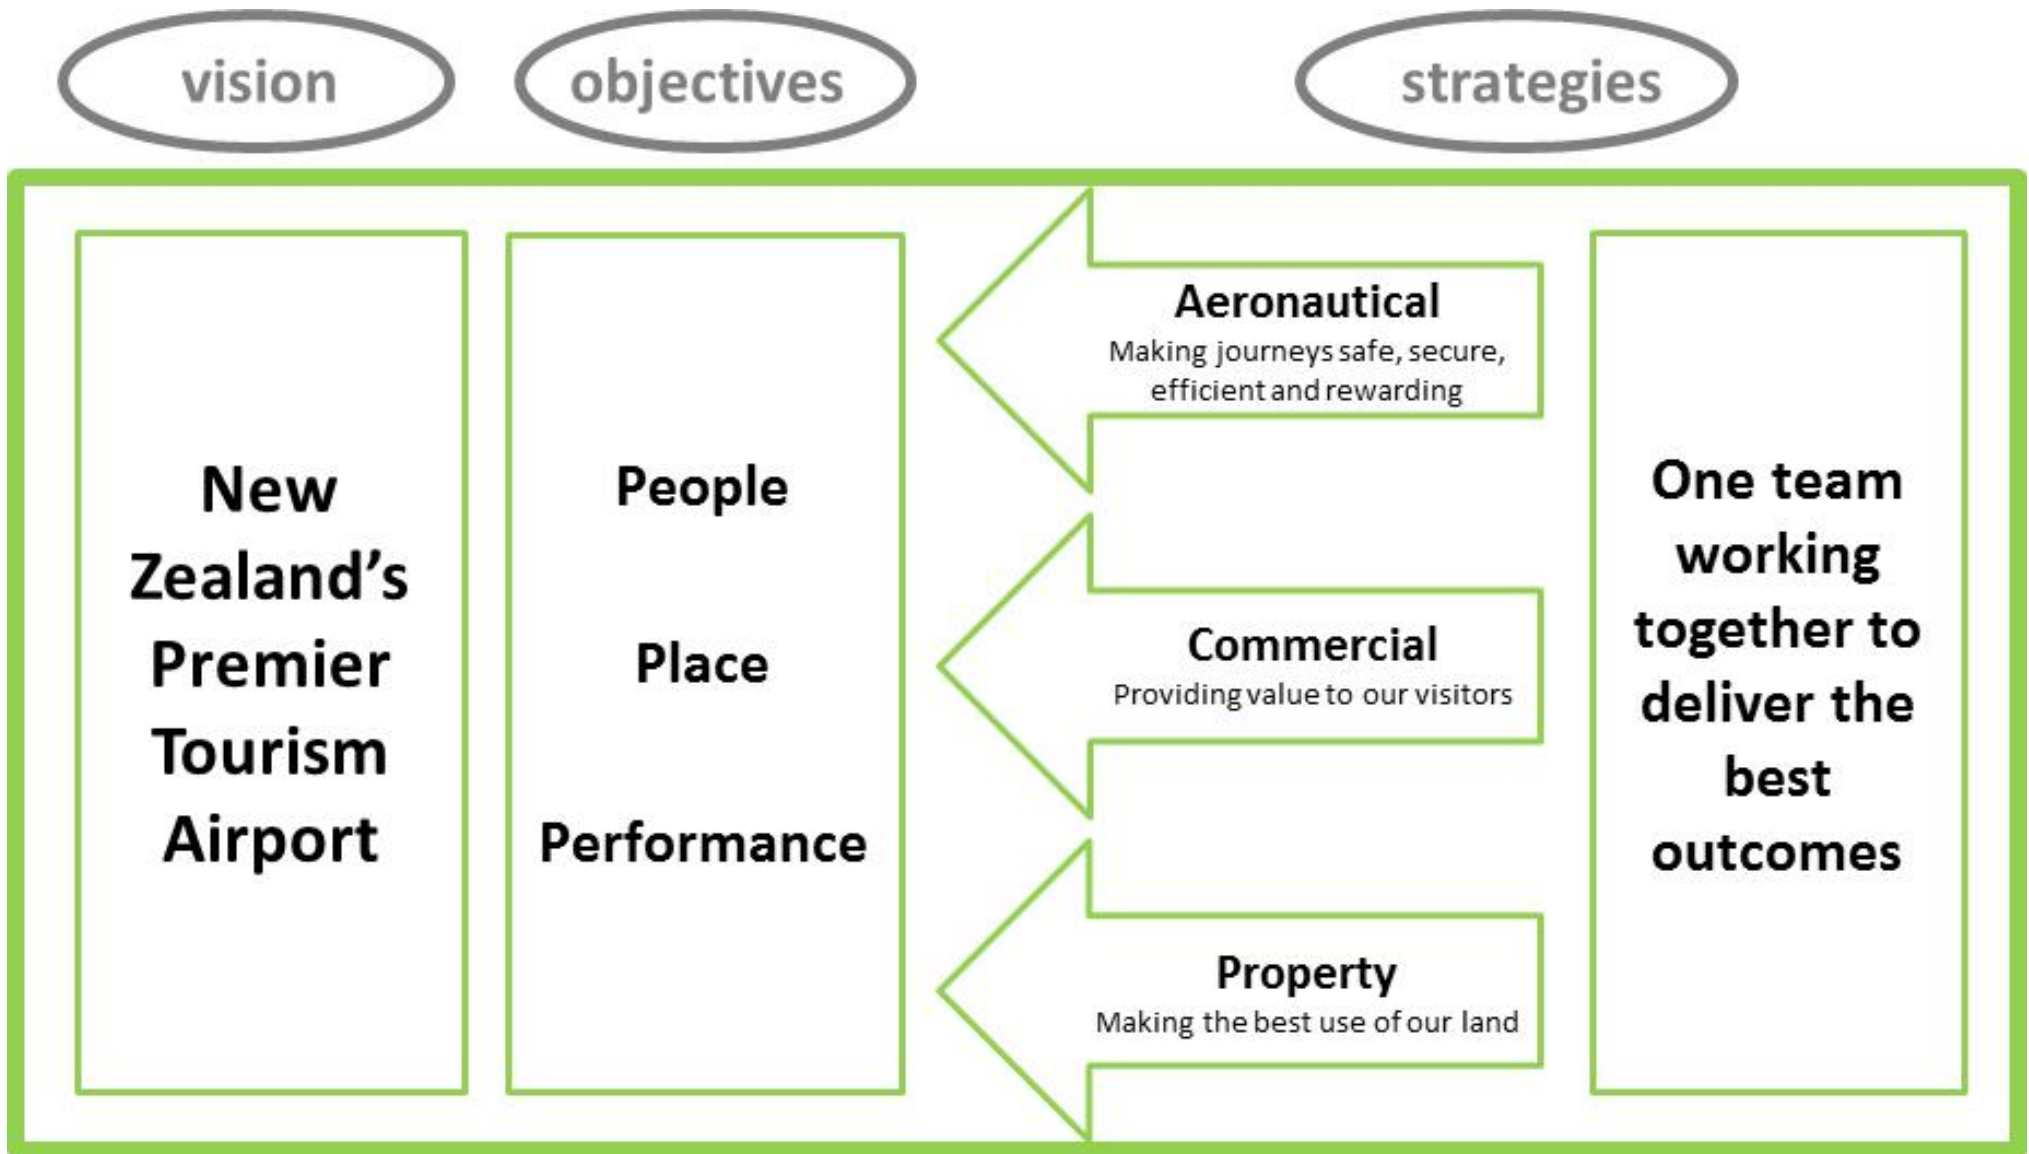 vision
objectives
strategies
New
Zealand’s
Premier
Tourism
Airport
People
Place
Performance
Aeronautical
Making journeys safe, secure,
efficient and rewarding
Commercial
Providing value to our visitors
Property
Making the best use of our land
One team
working
together to
deliver the
best
outcomes